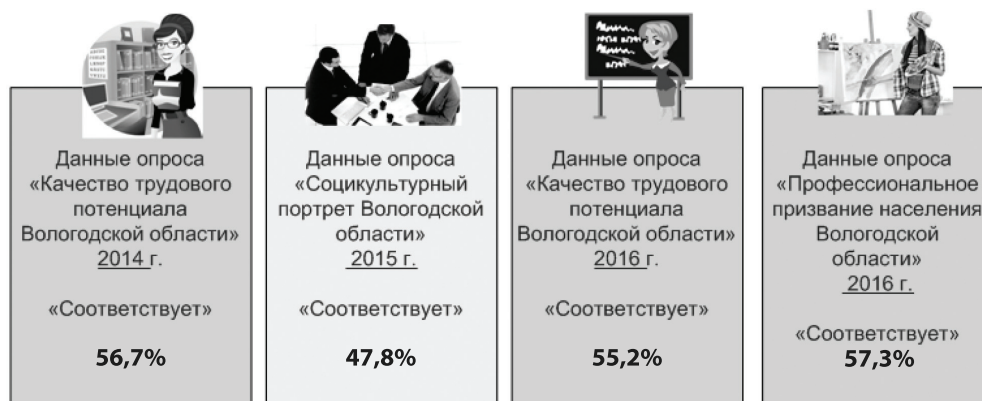 Данные опроса
«Качество трудового
потенциала
Вологодской области»
2014 г.
«Соответствует»
56,7%
Данные опроса
«Социкультурный
портрет Вологодской
области»
2015 г.
«Соответствует»
47,8%
Данные опроса
«Качество трудового
потенциала
Вологодской области»
2016 г.
«Соответствует»
55,2%
Данные опроса
«Профессиональное
призвание населения
Вологодской
области»
2016 г.
«Соответствует»
57,3%